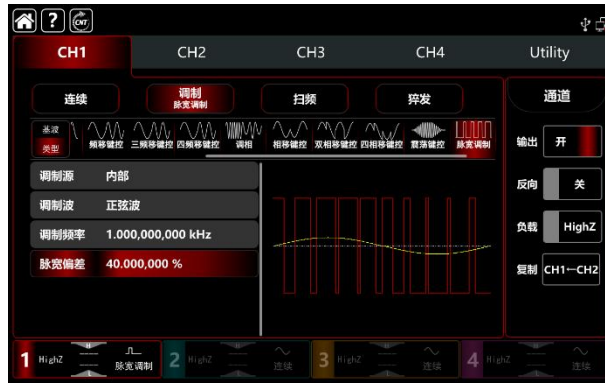 ? CNT
CH1 CH2 CH3 CH4 Utility
连续 调制 扫频 猝发 通道
脉宽调制
基波
类型
频移键控 三频移键控 四频移键控 调相 相移键控 双相移键控 四相移键控 震荡键控 脉宽调制
输出 开
调制源 内部
反向 关
调制波 正弦波
调制频率 1.000,000,000 kHz
负载 HighZ
脉宽偏差 40.000,000 %
复制 CH1←CH2
1 HighZ 脉宽调制 2 HighZ 连续 3 HighZ 连续 4 HighZ 连续